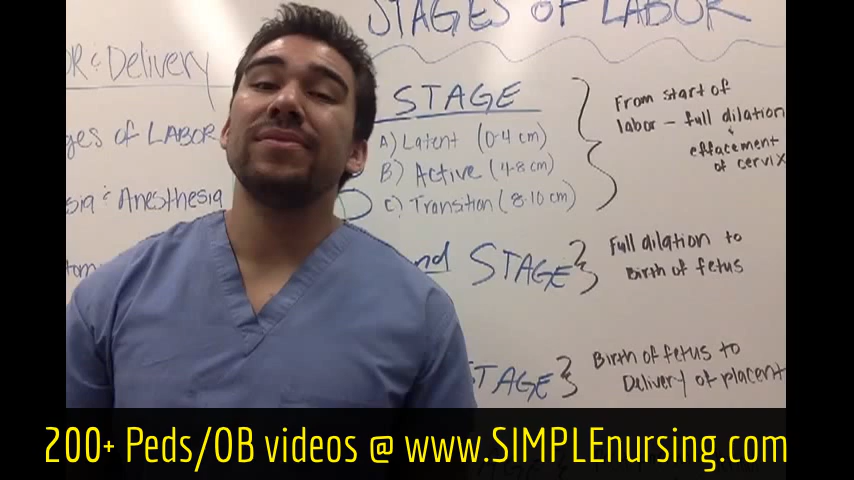 STAGES OF LABOR
& Delivery
STAGE
From start of
labor - full dilation
&
effacement
of cervix
of LABOR
A) Latent (0-4 cm)
B) Active (4-8 cm)
C) Transition (8-10 cm)
& Anesthesia
nd STAGE
Full dilation to
Birth of fetus
STAGE
Birth of fetus to
Delivery of placent
200+ Peds/OB videos @ www.SIMPLEnursing.com